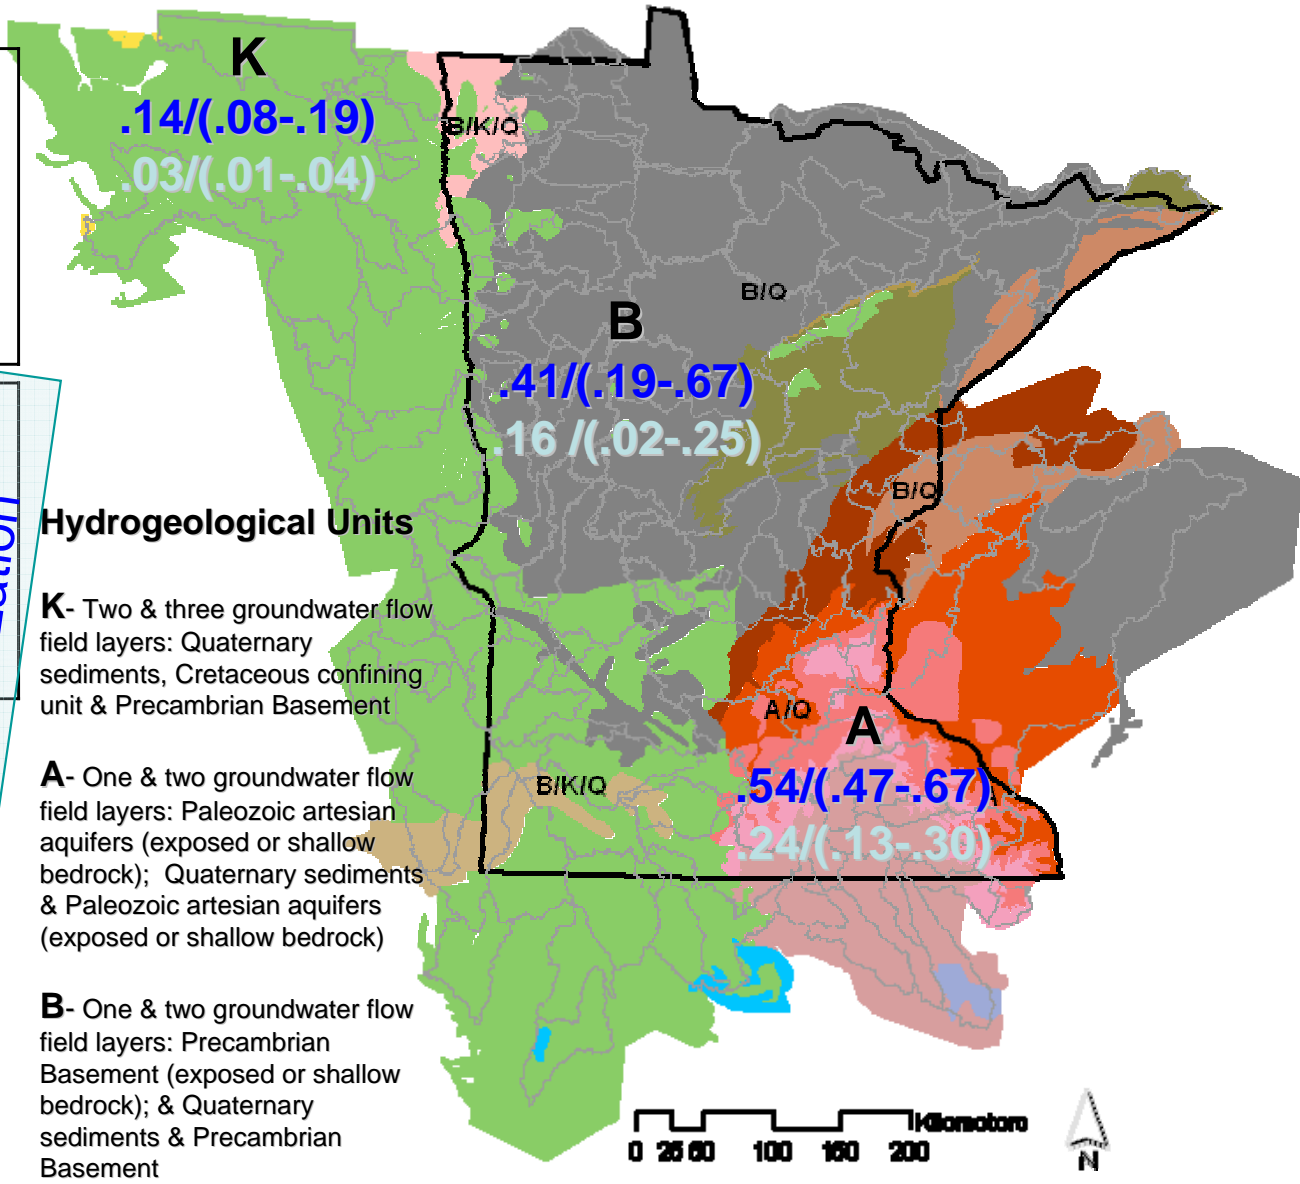 K
.14/(.08-.19)
.03/(.01-.04)
B/K/Q
B/Q
B
.41/(.19-.67)
.16 /(.02-.25)
B/Q
Hydrogeological Units
K- Two & three groundwater flow
field layers: Quaternary
sediments, Cretaceous confining
unit & Precambrian Basement
A/Q
A
A- One & two groundwater flow
field layers: Paleozoic artesian
aquifers (exposed or shallow
bedrock);  Quaternary sediments
& Paleozoic artesian aquifers
(exposed or shallow bedrock)
B/K/Q
.54/(.47-.67)
.24/(.13-.30)
B- One & two groundwater flow
field layers: Precambrian
Basement (exposed or shallow
bedrock); & Quaternary
sediments & Precambrian
Basement
Kilometers
0 25 50 100 150 200
N